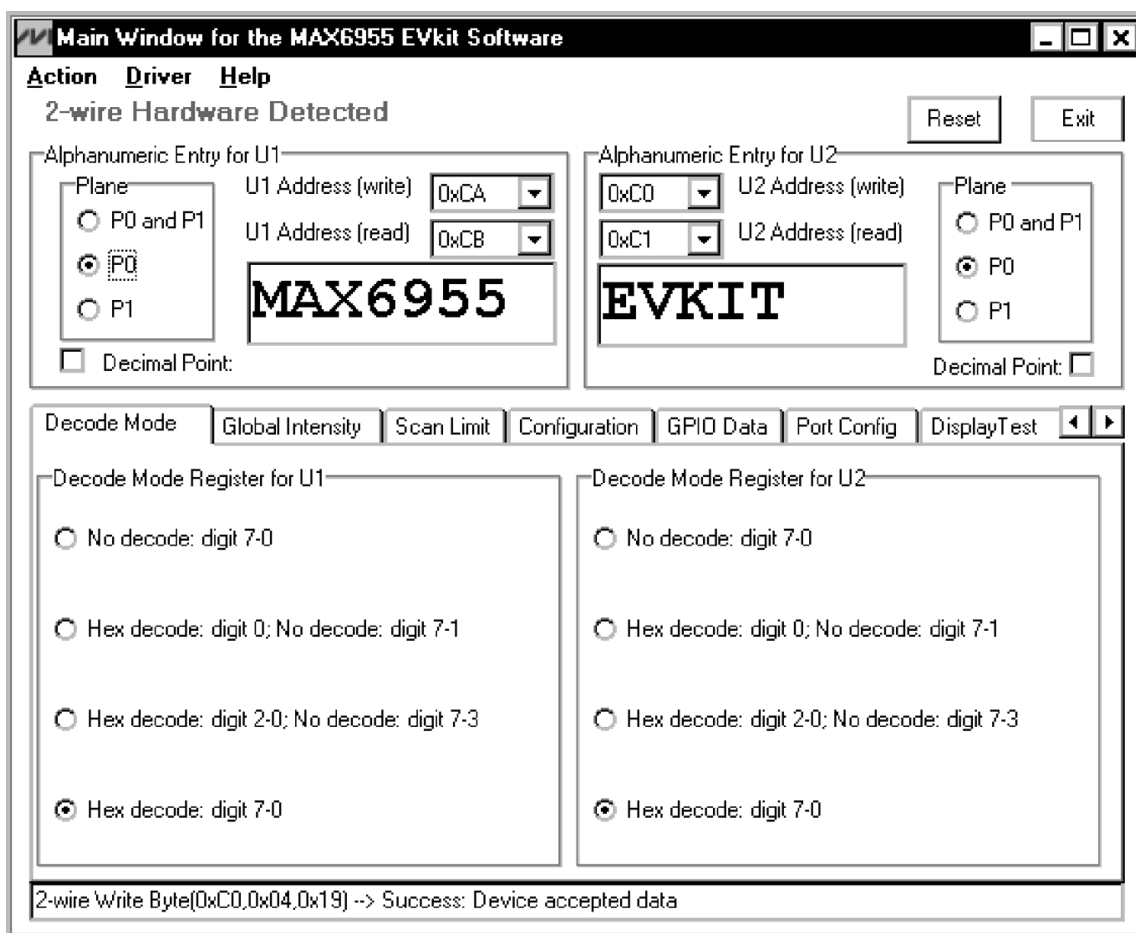 Main Window for the MAX6955 EVkit Software
Action Driver Help
2-wire Hardware Detected
Reset Exit
Alphanumeric Entry for U1
Plane
P0 and P1
P0
P1
U1 Address (write) 0xCA
U1 Address (read) 0xCB
MAX6955
Decimal Point:
Alphanumeric Entry for U2
0xC0 U2 Address (write)
0xC1 U2 Address (read)
EVKIT
Plane
P0 and P1
P0
P1
Decimal Point:
Decode Mode Global Intensity Scan Limit Configuration GPIO Data Port Config DisplayTest
Decode Mode Register for U1
No decode: digit 7-0
Hex decode: digit 0; No decode: digit 7-1
Hex decode: digit 2-0; No decode: digit 7-3
Hex decode: digit 7-0
Decode Mode Register for U2
No decode: digit 7-0
Hex decode: digit 0; No decode: digit 7-1
Hex decode: digit 2-0; No decode: digit 7-3
Hex decode: digit 7-0
2-wire Write Byte(0xC0,0x04,0x19) --> Success: Device accepted data